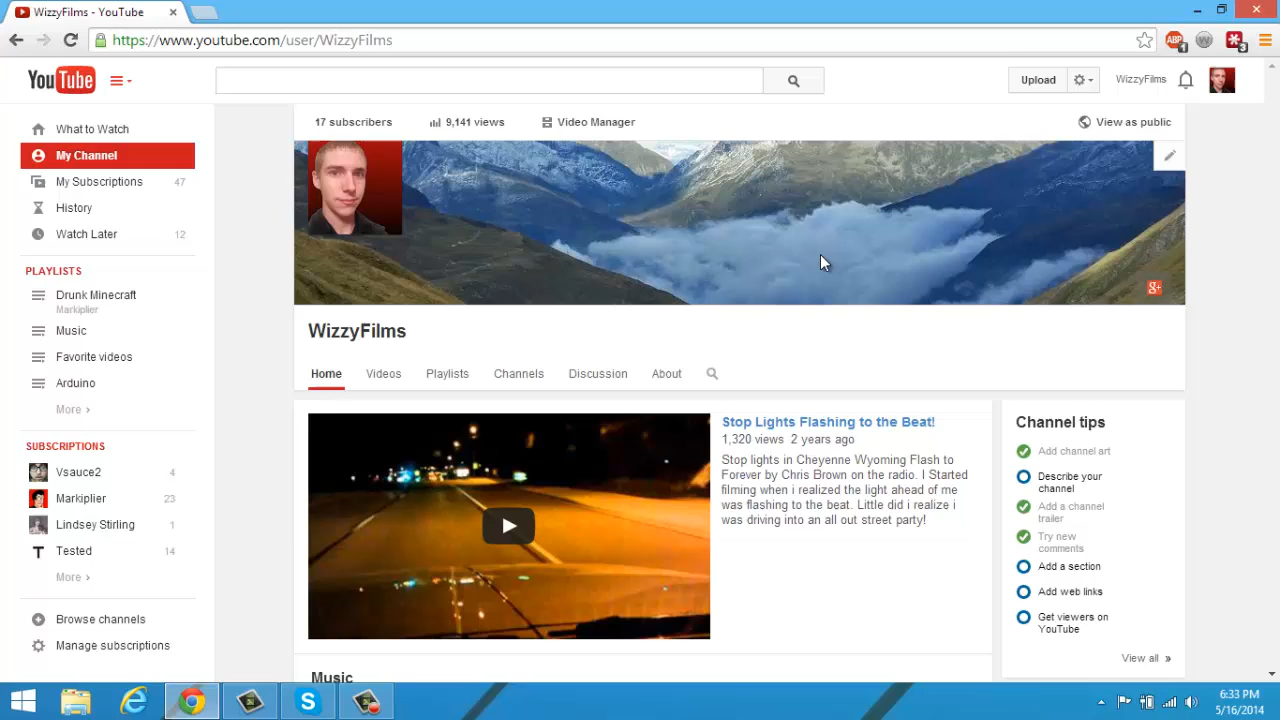 WizzyFilms - YouTube
https://www.youtube.com/user/WizzyFilms
ABP 1
3
YouTube
Upload
WizzyFilms
17 subscribers
9,141 views
Video Manager
View as public
What to Watch
My Channel
My Subscriptions 47
History
Watch Later 12
PLAYLISTS
Drunk Minecraft
Markiplier
Music
Favorite videos
Arduino
More ›
SUBSCRIPTIONS
Vsauce2 4
Markiplier 23
Lindsey Stirling 1
Tested 14
More ›
Browse channels
Manage subscriptions
g+
WizzyFilms
Home Videos Playlists Channels Discussion About
Stop Lights Flashing to the Beat!
1,320 views 2 years ago
Stop lights in Cheyenne Wyoming Flash to
Forever by Chris Brown on the radio. I Started
filming when i realized the light ahead of me
was flashing to the beat. Little did i realize i
was driving into an all out street party!
Music
Channel tips
Add channel art
Describe your
channel
Add a channel
trailer
Try new
comments
Add a section
Add web links
Get viewers on
YouTube
View all »
6:33 PM
5/16/2014